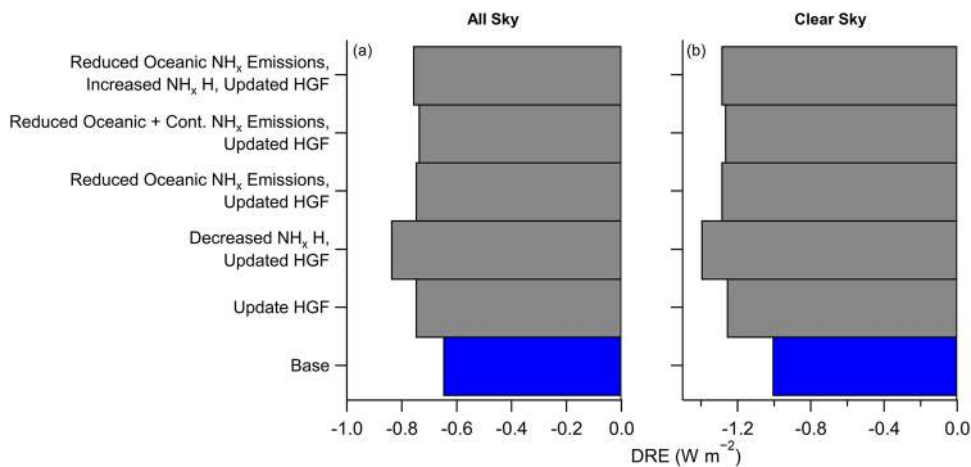 All Sky
Clear Sky
(a)
(b)
Reduced Oceanic NHₓ Emissions,
Increased NHₓ H, Updated HGF
Reduced Oceanic + Cont. NHₓ Emissions,
Updated HGF
Reduced Oceanic NHₓ Emissions,
Updated HGF
Decreased NHₓ H,
Updated HGF
Update HGF
Base
-1.0 -0.8 -0.6 -0.4 -0.2 0.0
-1.2 -0.8 -0.4 0.0
DRE (W m⁻²)